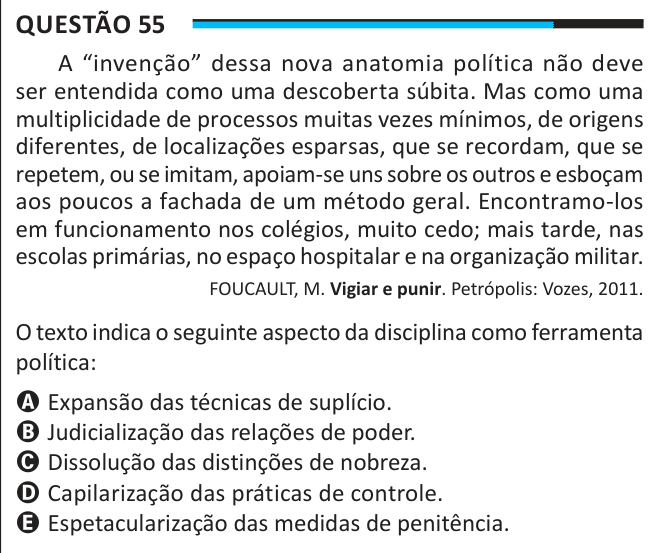 QUESTÃO 55
A “invenção” dessa nova anatomia política não deve
ser entendida como uma descoberta súbita. Mas como uma
multiplicidade de processos muitas vezes mínimos, de origens
diferentes, de localizações esparsas, que se recordam, que se
repetem, ou se imitam, apoiam-se uns sobre os outros e esboçam
aos poucos a fachada de um método geral. Encontramo-los
em funcionamento nos colégios, muito cedo; mais tarde, nas
escolas primárias, no espaço hospitalar e na organização militar.
FOUCAULT, M. Vigiar e punir. Petrópolis: Vozes, 2011.
O texto indica o seguinte aspecto da disciplina como ferramenta
política:
A Expansão das técnicas de suplício.
B Judicialização das relações de poder.
C Dissolução das distinções de nobreza.
D Capilarização das práticas de controle.
E Espetacularização das medidas de penitência.